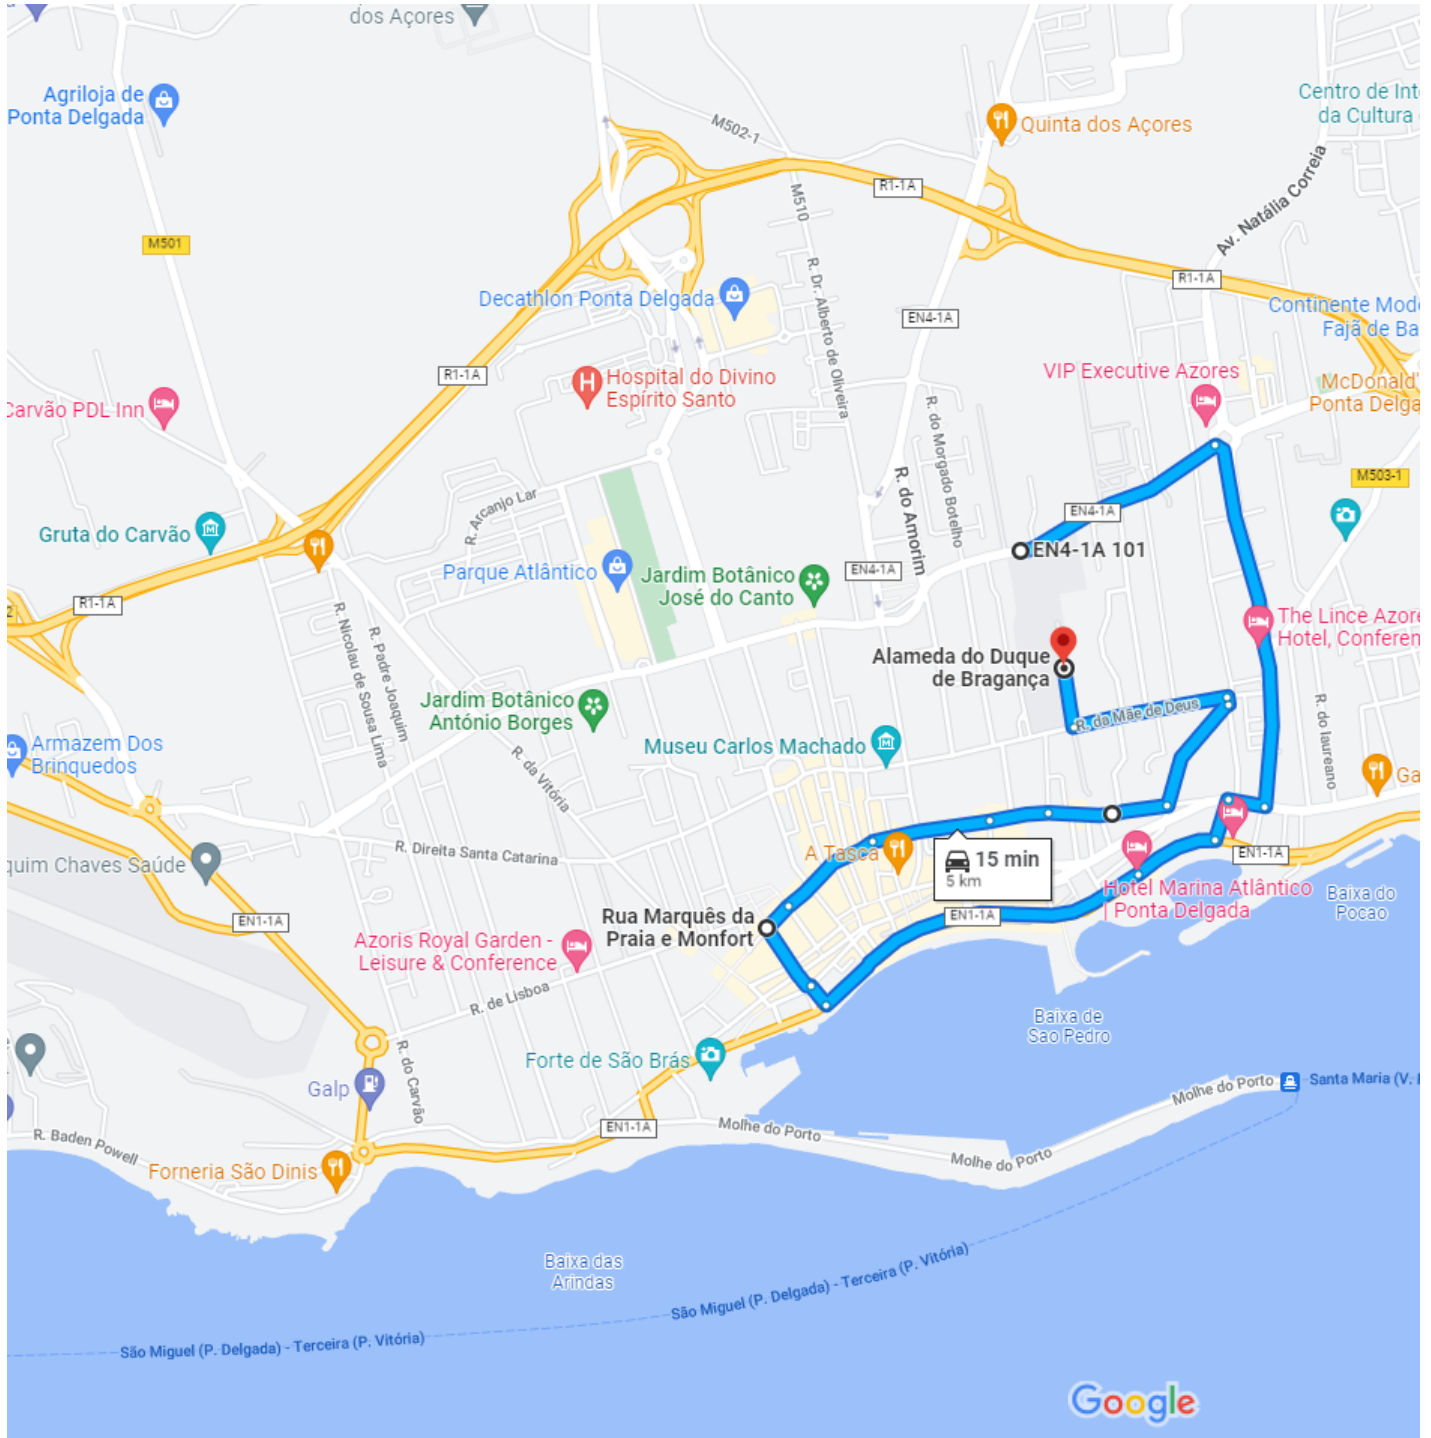 dos Açores
Agriloja de
Ponta Delgada
M502-1
Quinta dos Açores
Centro de Int
da Cultura
M510
R1-1A
Av. Natália Correia
M501
R. Dr. Alberto de Oliveira
R1-1A
Decathlon Ponta Delgada
EN4-1A
Continente Mod
Fajã de Ba
R1-1A
Hospital do Divino
Espírito Santo
VIP Executive Azores
McDonald'
Ponta Delga
Carvão PDL Inn
R. do Morgado Botelho
M503-1
R. do Amorim
R. Arcanjo Lar
EN4-1A
Gruta do Carvão
EN4-1A 101
Parque Atlântico
Jardim Botânico
José do Canto
EN4-1A
R1-1A
2
R. Nicolau de Sousa Lima
R. Padre Joaquim
The Lince Azor
Hotel, Conferen
Alameda do Duque
de Bragança
Jardim Botânico
António Borges
R. da Mãe de Deus
R. do laureano
Armazem Dos
Brinquedos
Museu Carlos Machado
R. da Vitória
Ga
R. Direita Santa Catarina
A Tasca
quim Chaves Saúde
15 min
5 km
EN1-1A
Hotel Marina Atlântico
| Ponta Delgada
Baixa do
Pocao
EN1-1A
EN1-1A
Rua Marquês da
Praia e Monfort
Azoris Royal Garden -
Leisure & Conference
R. de Lisboa
Baixa de
Sao Pedro
Forte de São Brás
R. do Carvão
Galp
Molhe do Porto
Santa Maria (V.
EN1-1A
Molhe do Porto
R. Baden Powell
Molhe do Porto
Forneria São Dinis
Baixa das
Arindas
São Miguel (P. Delgada) - Terceira (P. Vitória)
São Miguel (P. Delgada) - Terceira (P. Vitória)
Google